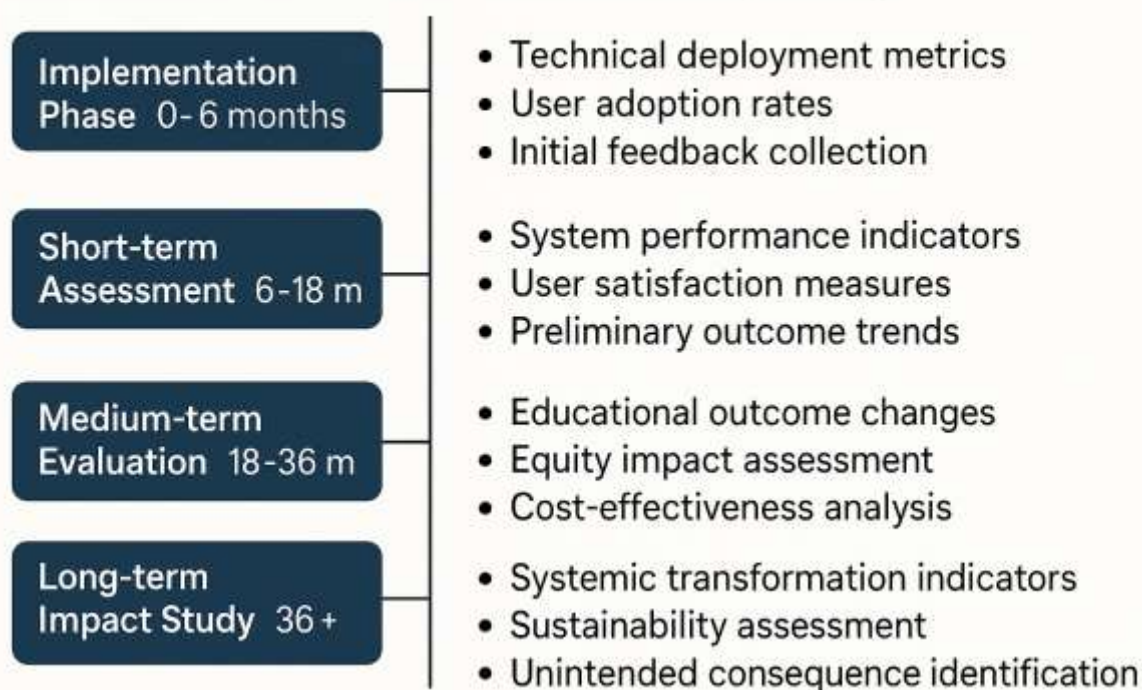 Implementation
Phase 0-6 months
• Technical deployment metrics
• User adoption rates
• Initial feedback collection
Short-term
Assessment 6-18 m
• System performance indicators
• User satisfaction measures
• Preliminary outcome trends
Medium-term
Evaluation 18-36 m
• Educational outcome changes
• Equity impact assessment
• Cost-effectiveness analysis
Long-term
Impact Study 36+
• Systemic transformation indicators
• Sustainability assessment
• Unintended consequence identification